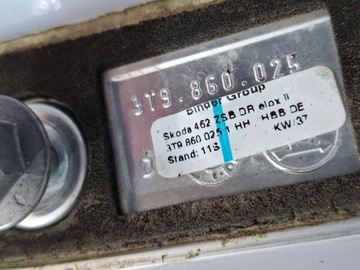 3T9.860.025
Binder Group
Skoda 462 ZSB DR elox II
3T9 860 025 1 HH HBB DE
Stand: 11S KW/37
D